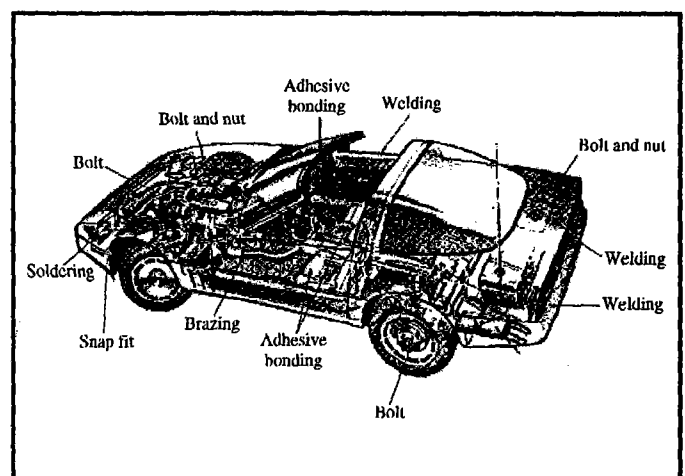 Adhesive
bonding
Welding
Bolt and nut
Bolt and nut
Bolt
Welding
Soldering
Welding
Brazing
Snap fit
Adhesive
bonding
Bolt